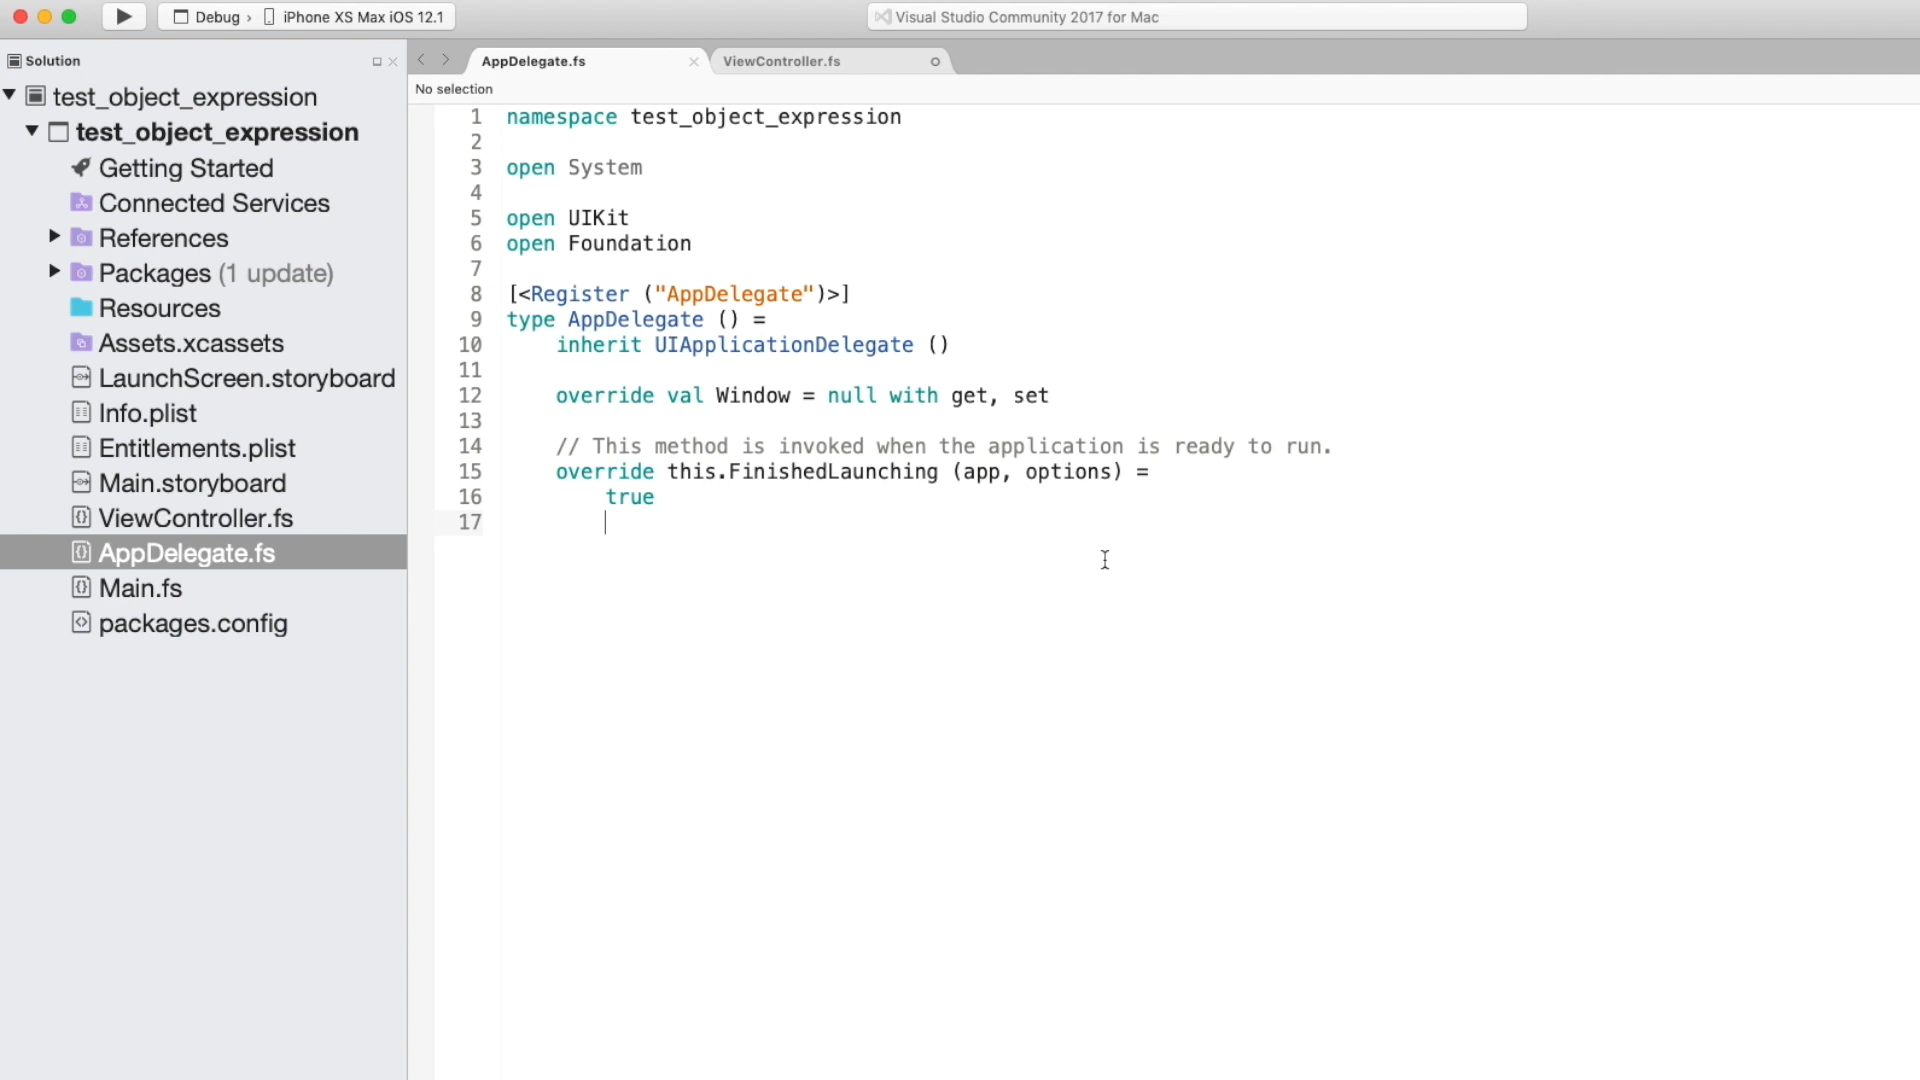 Debug › iPhone XS Max iOS 12.1
Visual Studio Community 2017 for Mac
Solution
test_object_expression
test_object_expression
Getting Started
Connected Services
References
Packages (1 update)
Resources
Assets.xcassets
LaunchScreen.storyboard
Info.plist
Entitlements.plist
Main.storyboard
ViewController.fs
AppDelegate.fs
Main.fs
packages.config
AppDelegate.fs
ViewController.fs
No selection
1 namespace test_object_expression
2
3 open System
4
5 open UIKit
6 open Foundation
7
8 [<Register ("AppDelegate")>]
9 type AppDelegate () =
10 inherit UIApplicationDelegate ()
11
12 override val Window = null with get, set
13
14 // This method is invoked when the application is ready to run.
15 override this.FinishedLaunching (app, options) =
16 true
17